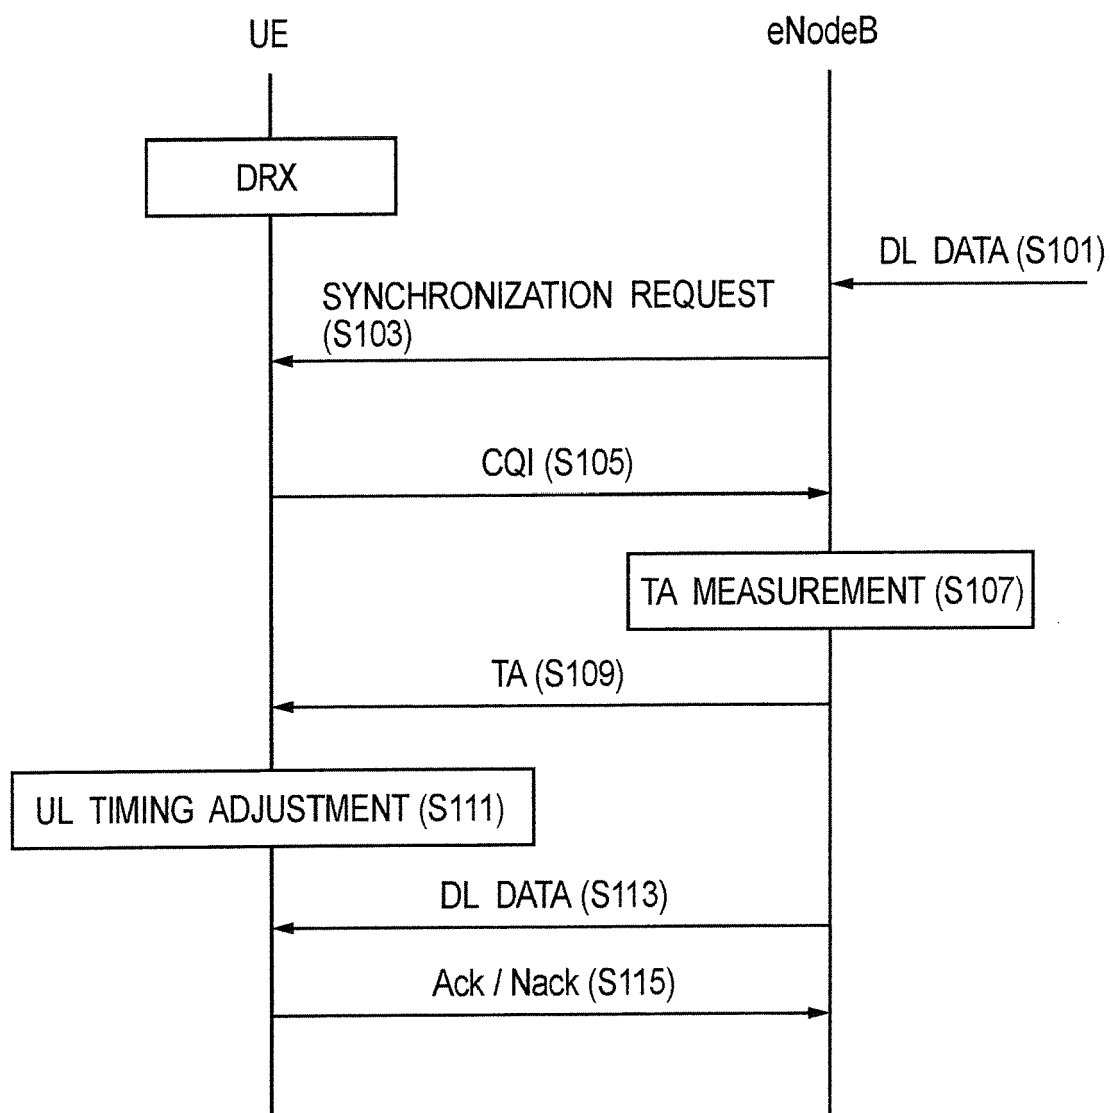 UE
eNodeB
DRX
DL DATA (S101)
SYNCHRONIZATION REQUEST
(S103)
CQI (S105)
TA MEASUREMENT (S107)
TA (S109)
UL TIMING ADJUSTMENT (S111)
DL DATA (S113)
Ack / Nack (S115)